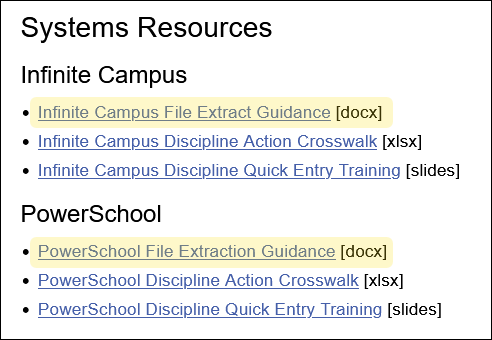 Systems Resources
Infinite Campus
• Infinite Campus File Extract Guidance [docx]
• Infinite Campus Discipline Action Crosswalk [xlsx]
• Infinite Campus Discipline Quick Entry Training [slides]
PowerSchool
• PowerSchool File Extraction Guidance [docx]
• PowerSchool Discipline Action Crosswalk [xlsx]
• PowerSchool Discipline Quick Entry Training [slides]